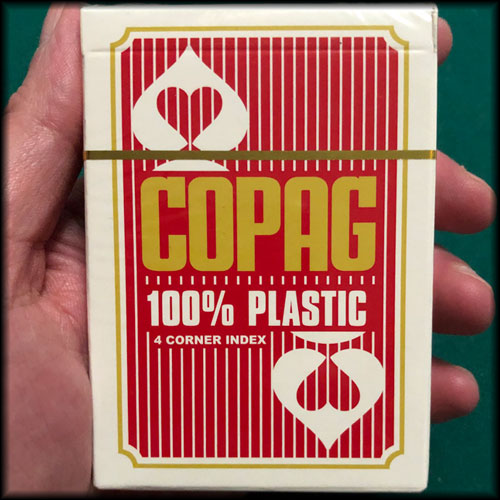 COPAG
100% PLASTIC
4 CORNER INDEX